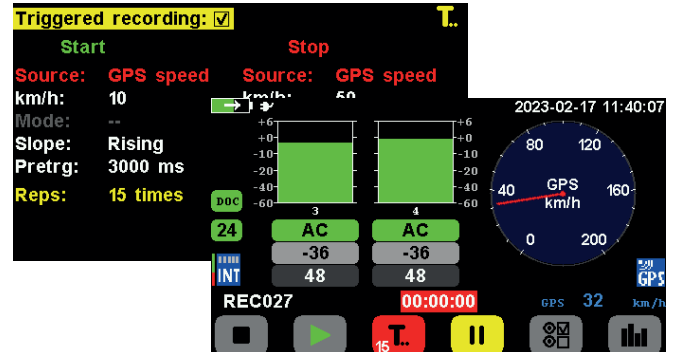 Triggered recording: T..
Start Stop
Source: GPS speed Source: GPS speed
km/h: 10 km/h: 50
Mode: --
Slope: Rising
Pretrg: 3000 ms
Reps: 15 times
2023-02-17 11:40:07
+6 +6
+ +
-10 -10
-20 -20
-40 -40
-60 -60
3 4
DOC
24 AC AC
-36 -36
INT 48 48
80 120
40 GPS 160
km/h
0 200
GPS
REC027 00:00:00 GPS 32 km/h
15 T..